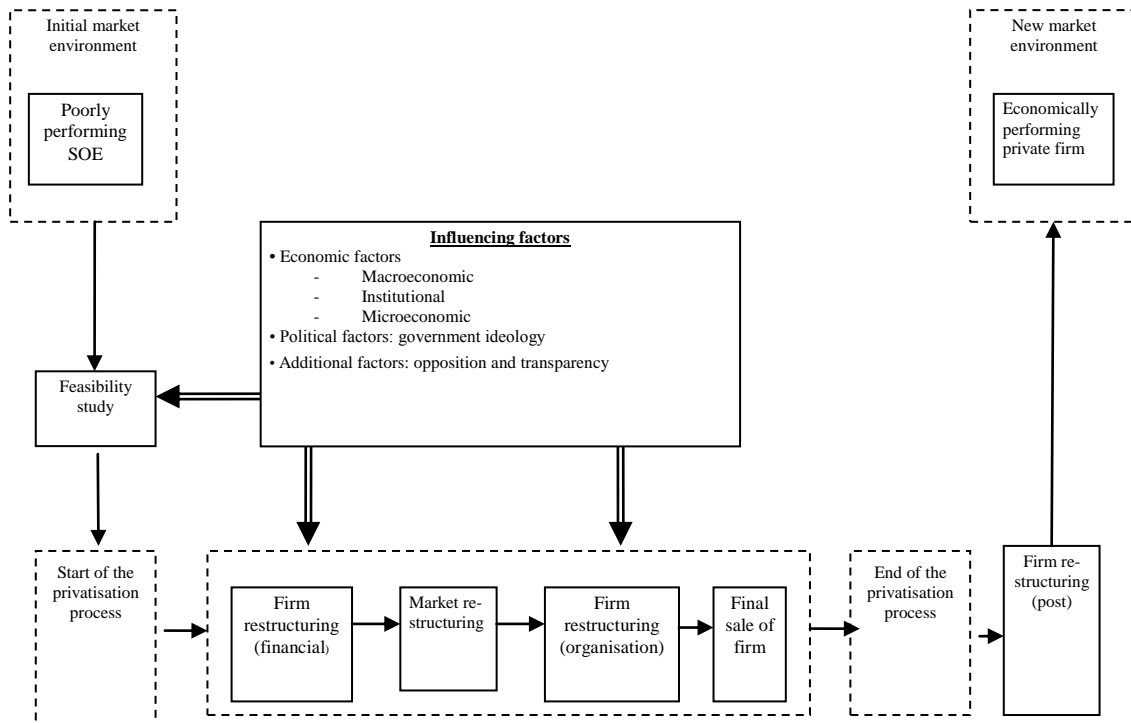 Initial market
environment
Poorly
performing
SOE
New market
environment
Economically
performing
private firm
Influencing factors
• Economic factors
- Macroeconomic
- Institutional
- Microeconomic
• Political factors: government ideology
• Additional factors: opposition and transparency
Feasibility
study
Start of the
privatisation
process
Firm
restructuring
(financial)
Market re-
structuring
Firm
restructuring
(organisation)
Final
sale of
firm
End of the
privatisation
process
Firm re-
structuring
(post)